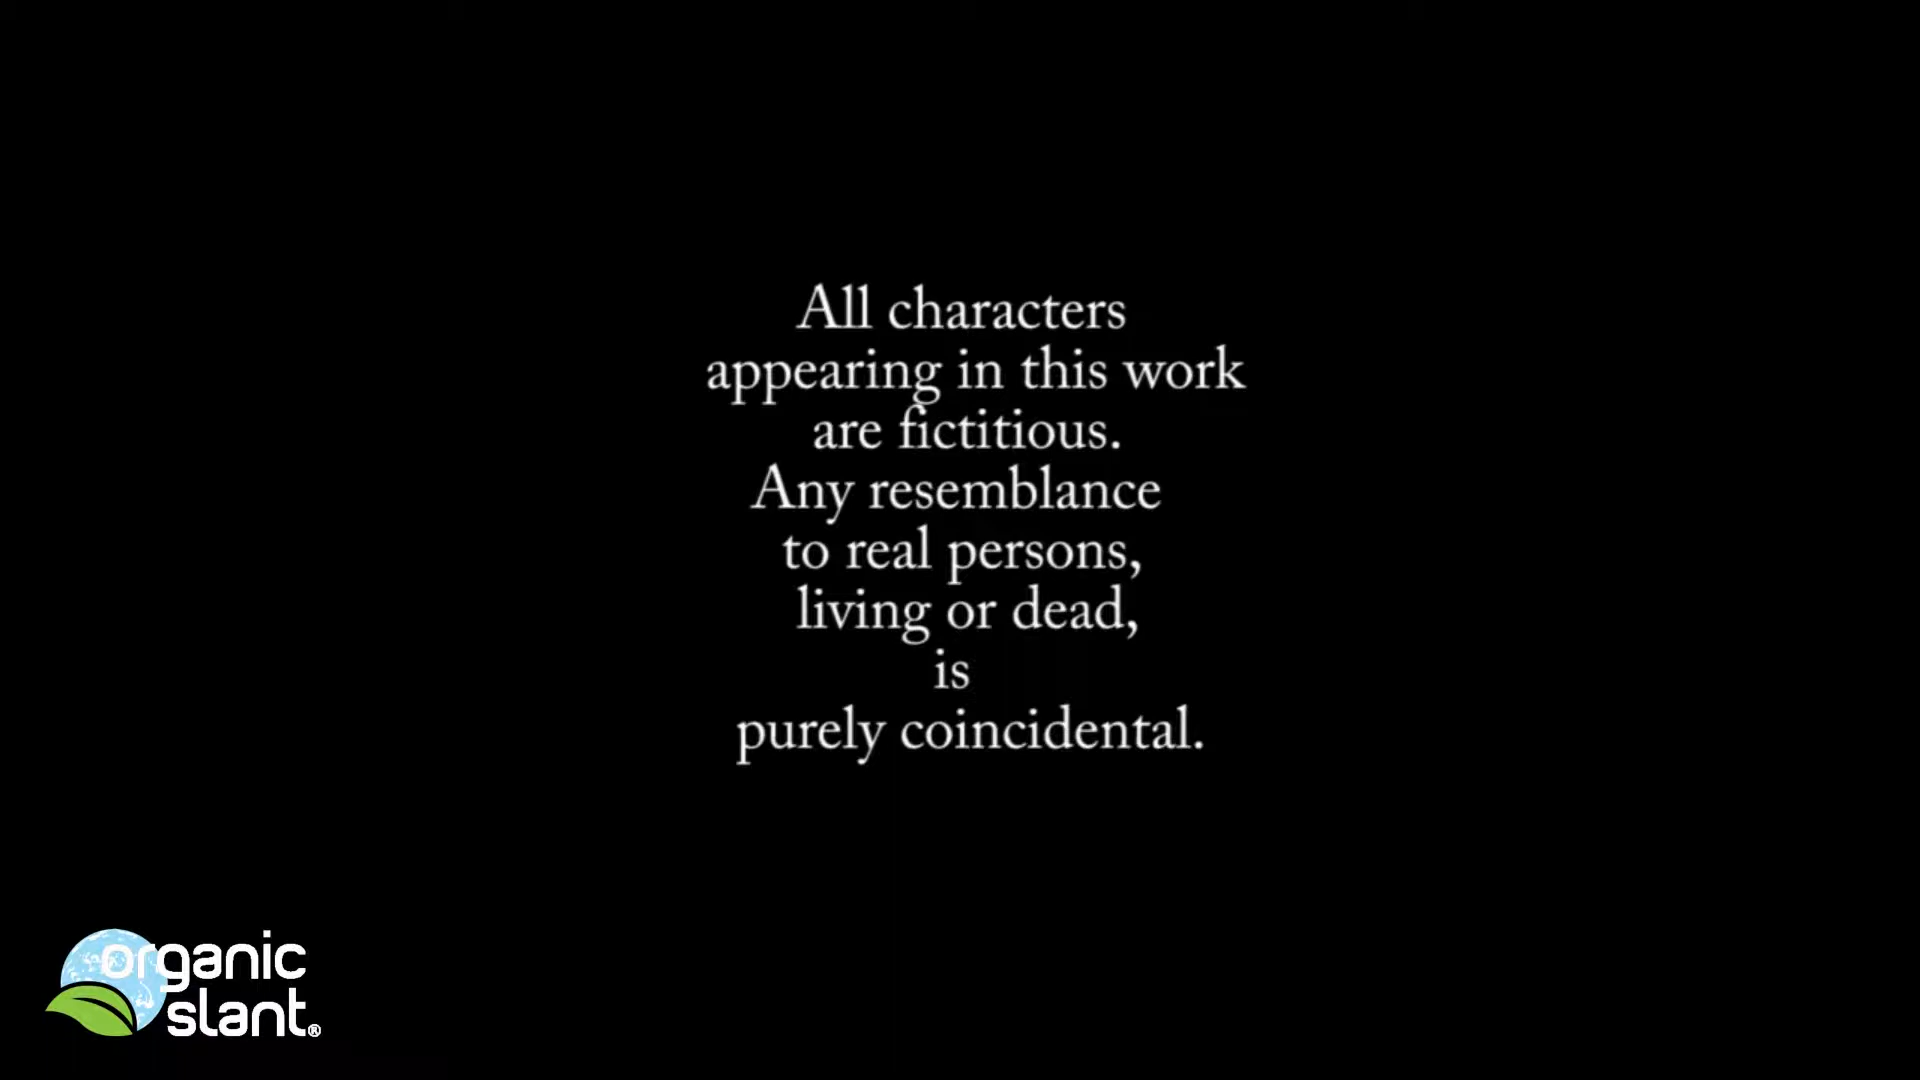 All characters
appearing in this work
are fictitious.
Any resemblance
to real persons,
living or dead,
is
purely coincidental.
organic
slant®